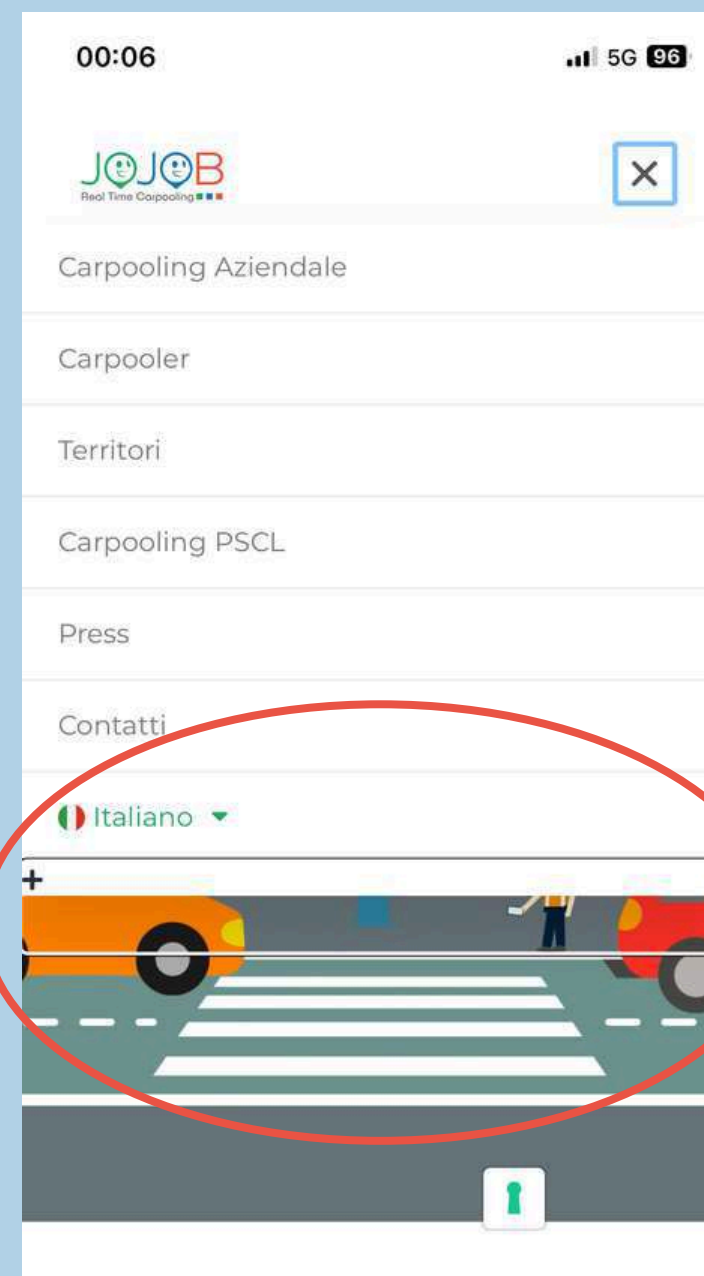 00:06
5G 96
JOJOB
Real Time Carpooling
Carpooling Aziendale
Carpooler
Territori
Carpooling PSCL
Press
Contatti
Italiano